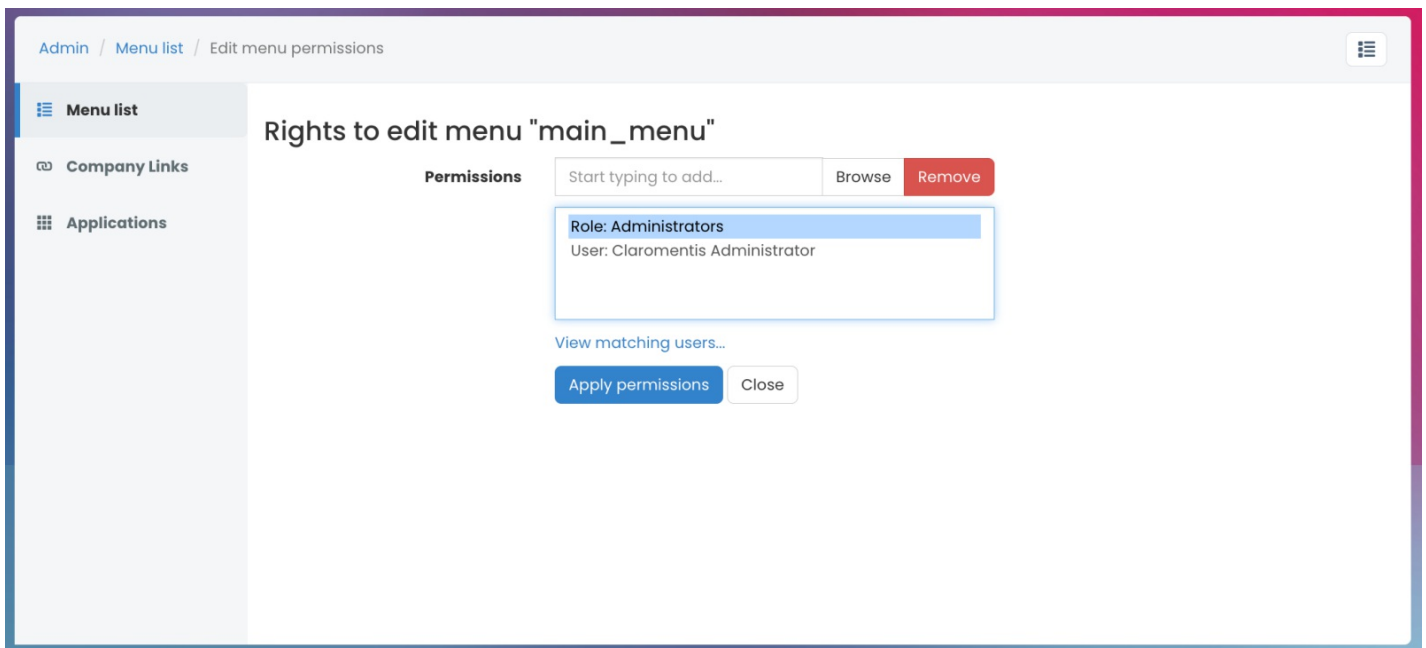 Admin / Menu list / Edit menu permissions
Menu list
Company Links
Applications
Rights to edit menu "main_menu"
Permissions
Start typing to add...
Browse
Remove
Role: Administrators
User: Claromentis Administrator
View matching users...
Apply permissions
Close